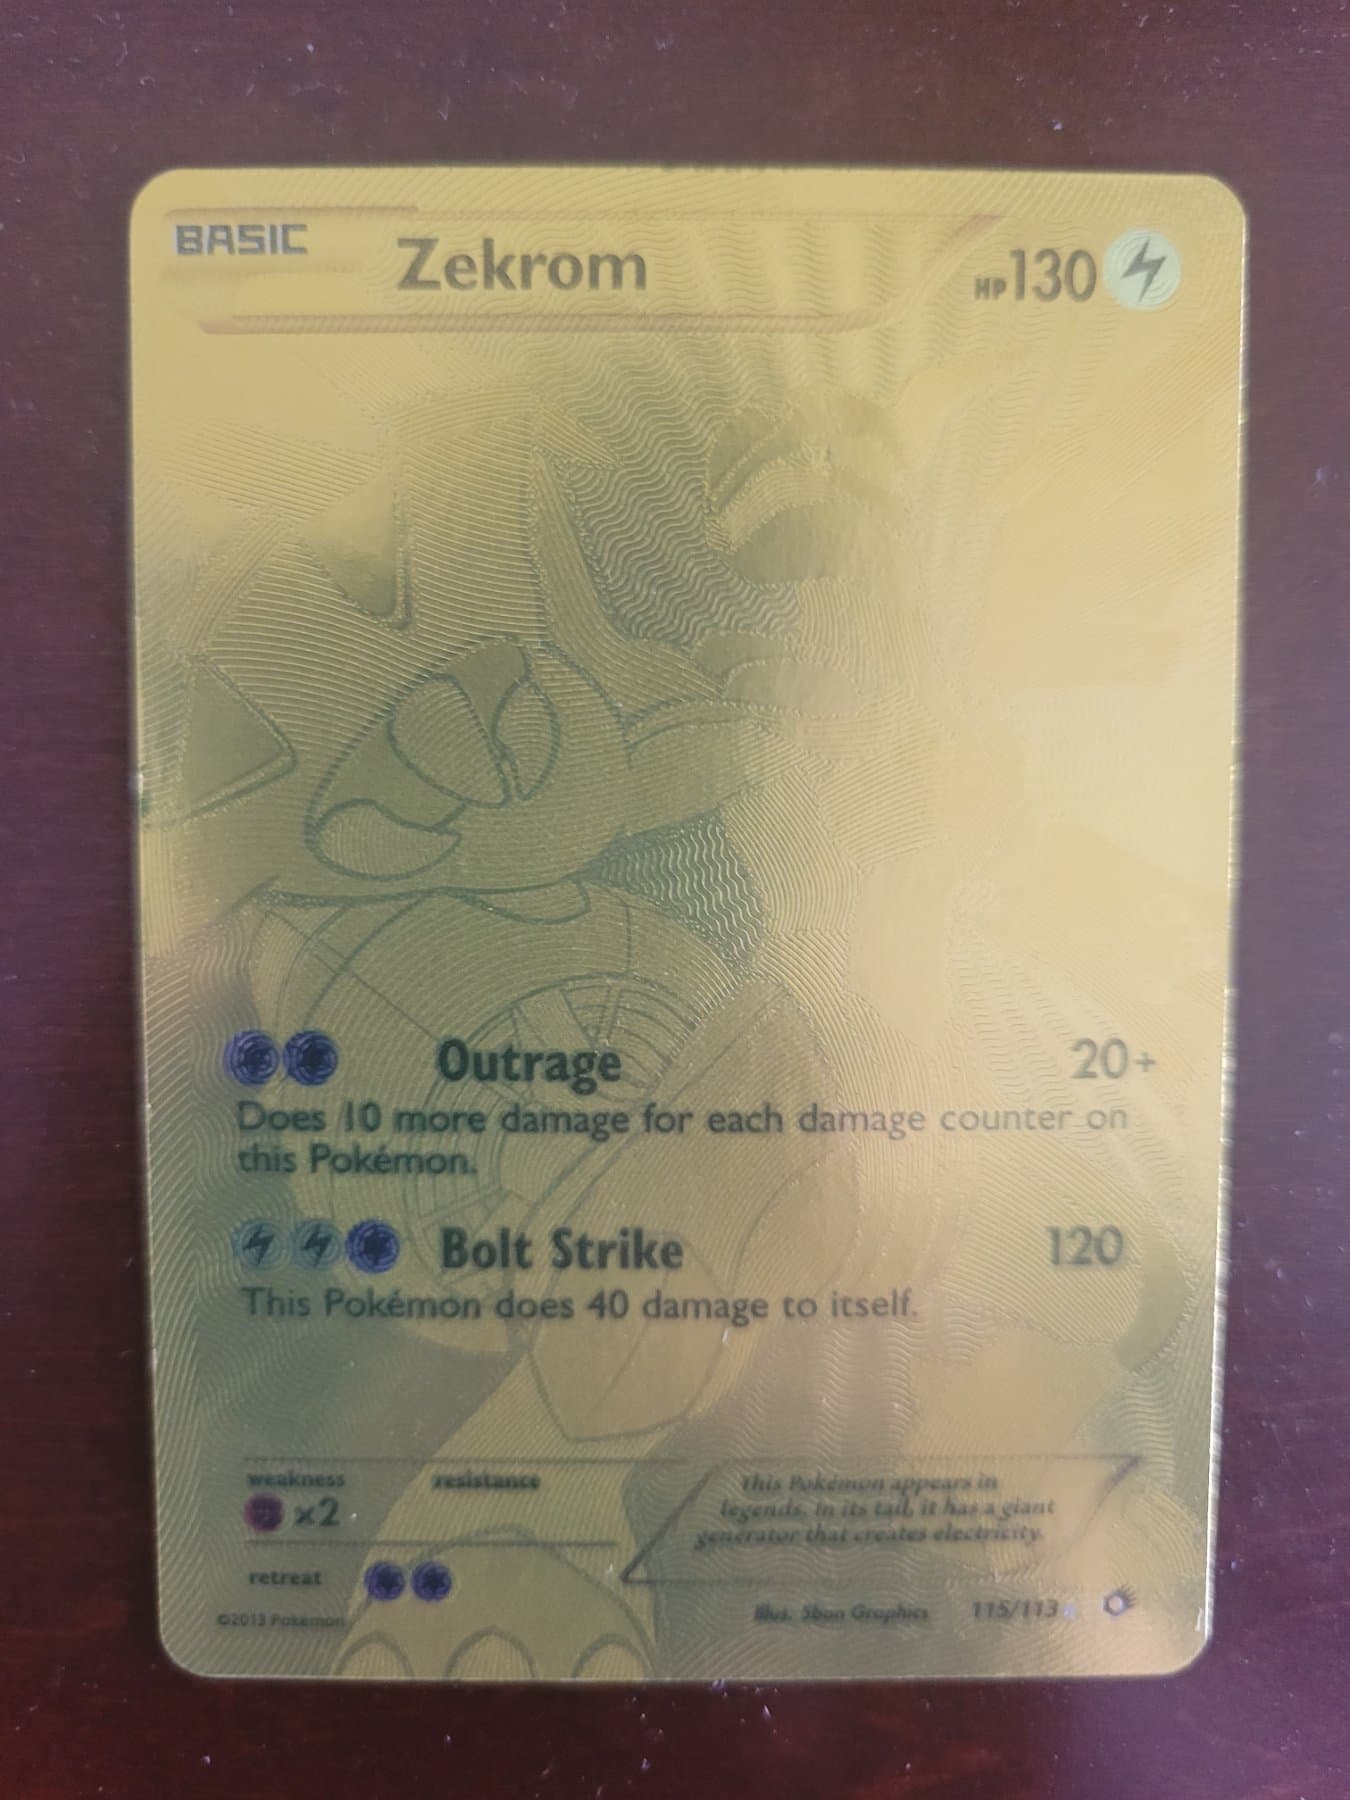 BASIC Zekrom HP130
Outrage 20+
Does 10 more damage for each damage counter on
this Pokémon.
Bolt Strike 120
This Pokémon does 40 damage to itself.
weakness resistance
×2
retreat
This Pokémon appears in
legends. In its tail, it has a giant
generator that creates electricity.
©2013 Pokémon Illus. 5ban Graphics 115/113